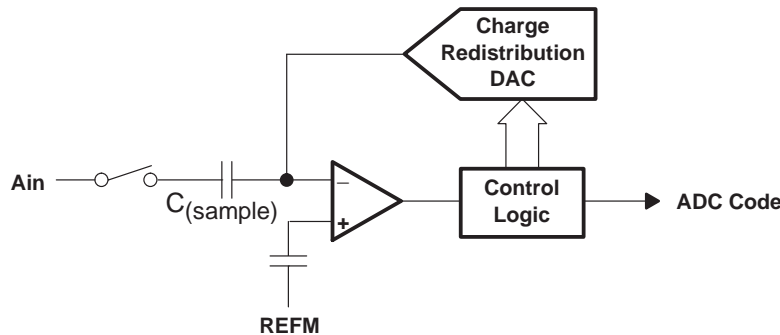 Charge
Redistribution
DAC
Ain
C(sample)
−
+
Control
Logic
ADC Code
REFM